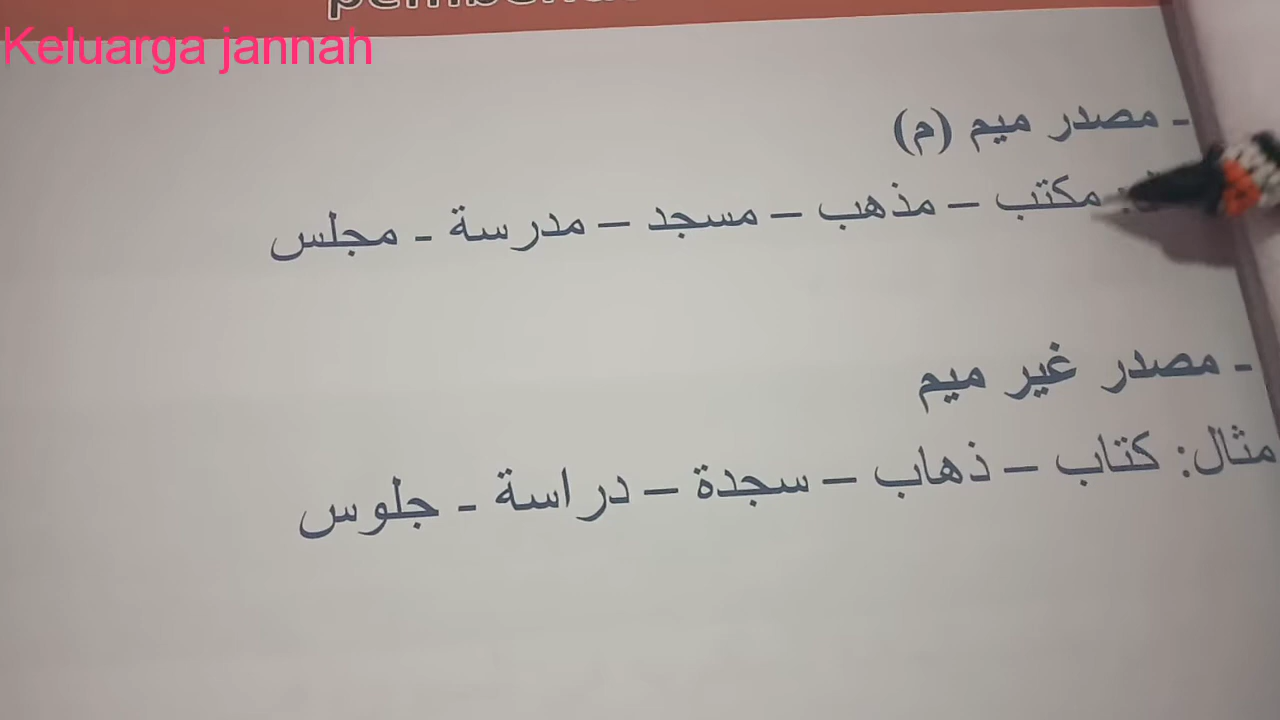 Keluarga jannah
- مصدر ميم (م)
: مكتب – مذهب – مسجد – مدرسة - مجلس
- مصدر غير ميم
مثال: كتاب – ذهاب – سجدة – دراسة - جلوس